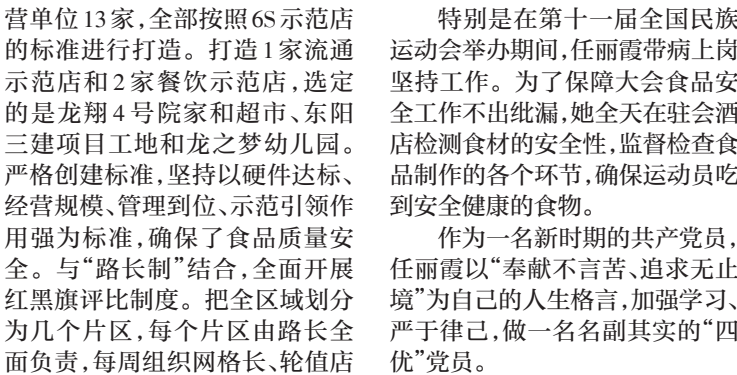 营单位13家,全部按照6S示范店
的标准进行打造。打造1家流通
示范店和2家餐饮示范店,选定
的是龙翔4号院家和超市、东阳
三建项目工地和龙之梦幼儿园。
严格创建标准,坚持以硬件达标、
经营规模、管理到位、示范引领作
用强为标准,确保了食品质量安
全。与“路长制”结合,全面开展
红黑旗评比制度。把全区域划分
为几个片区,每个片区由路长全
面负责,每周组织网格长、轮值店
特别是在第十一届全国民族
运动会举办期间,任丽霞带病上岗
坚持工作。为了保障大会食品安
全工作不出纰漏,她全天在驻会酒
店检测食材的安全性,监督检查食
品制作的各个环节,确保运动员吃
到安全健康的食物。
作为一名新时期的共产党员,
任丽霞以“奉献不言苦、追求无止
境”为自己的人生格言,加强学习、
严于律己,做一名名副其实的“四
优”党员。